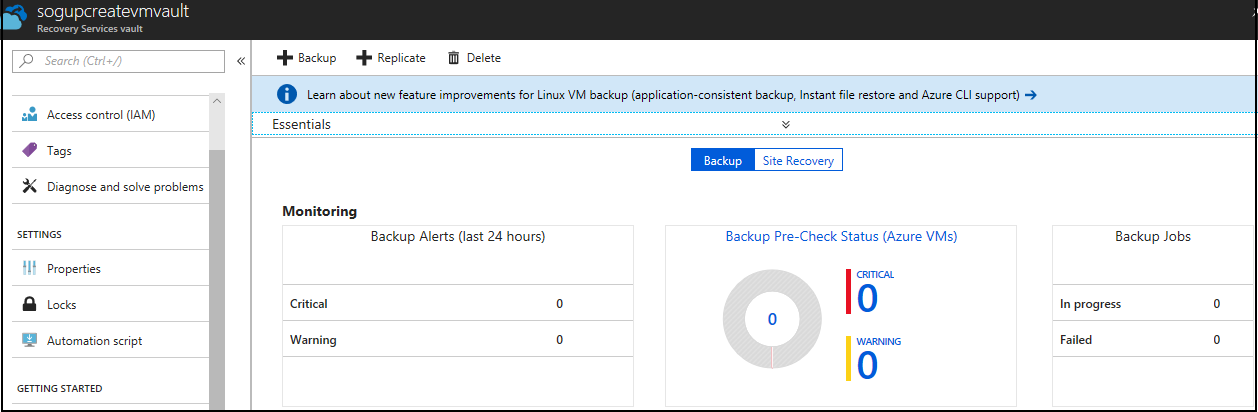 sogupcreatevmvault
Recovery Services vault
Search (Ctrl+/)
«
Access control (IAM)
Tags
Diagnose and solve problems
SETTINGS
Properties
Locks
Automation script
GETTING STARTED
Backup
Replicate
Delete
Learn about new feature improvements for Linux VM backup (application-consistent backup, Instant file restore and Azure CLI support) →
Essentials
Backup
Site Recovery
Monitoring
Backup Alerts (last 24 hours)
Critical 0
Warning 0
Backup Pre-Check Status (Azure VMs)
0
CRITICAL
0
WARNING
0
Backup Jobs
In progress 0
Failed 0